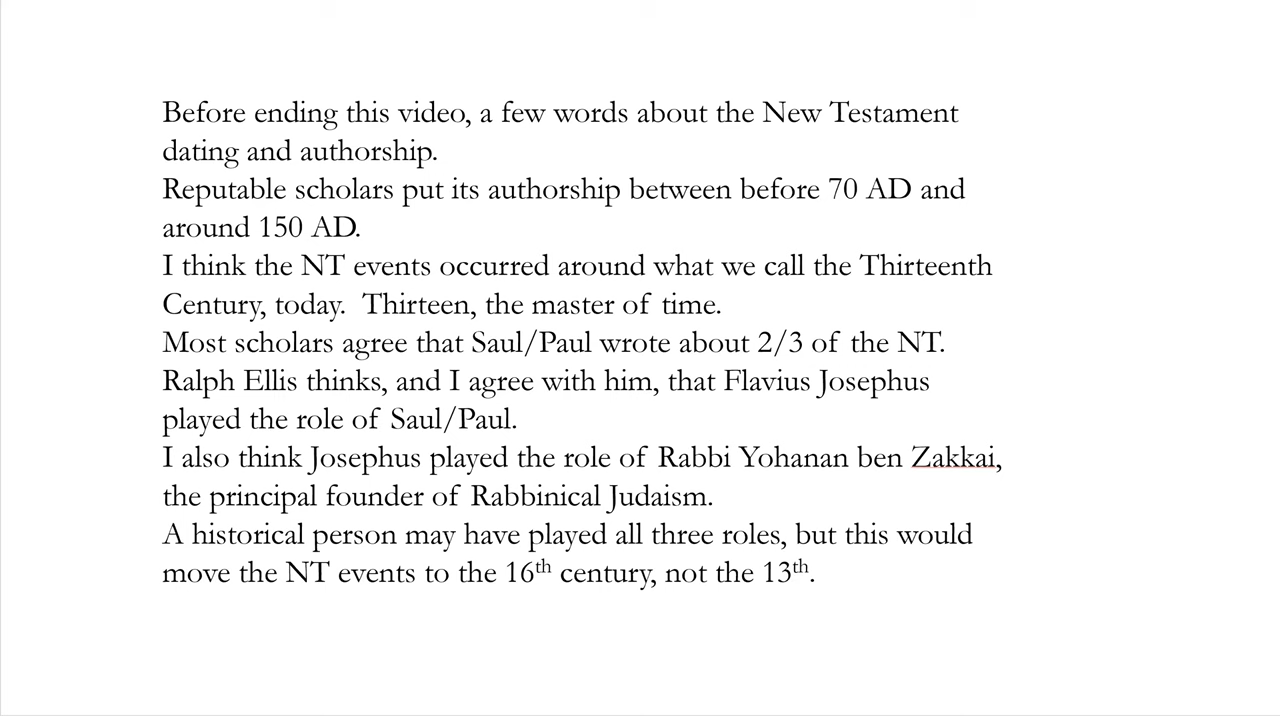 Before ending this video, a few words about the New Testament
dating and authorship.
Reputable scholars put its authorship between before 70 AD and
around 150 AD.
I think the NT events occurred around what we call the Thirteenth
Century, today.  Thirteen, the master of time.
Most scholars agree that Saul/Paul wrote about 2/3 of the NT.
Ralph Ellis thinks, and I agree with him, that Flavius Josephus
played the role of Saul/Paul.
I also think Josephus played the role of Rabbi Yohanan ben Zakkai,
the principal founder of Rabbinical Judaism.
A historical person may have played all three roles, but this would
move the NT events to the 16th century, not the 13th.